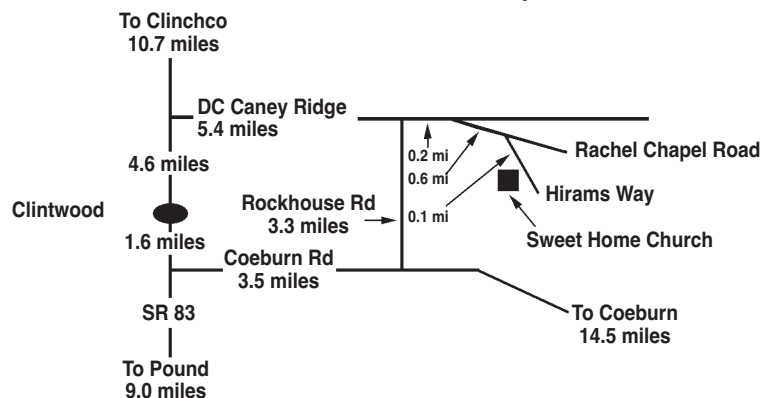 To Clinchco
10.7 miles
DC Caney Ridge
5.4 miles
4.6 miles
0.2 mi
0.6 mi
Rachel Chapel Road
Clintwood
Rockhouse Rd
3.3 miles
0.1 mi
Hirams Way
1.6 miles
Sweet Home Church
Coeburn Rd
3.5 miles
SR 83
To Coeburn
14.5 miles
To Pound
9.0 miles